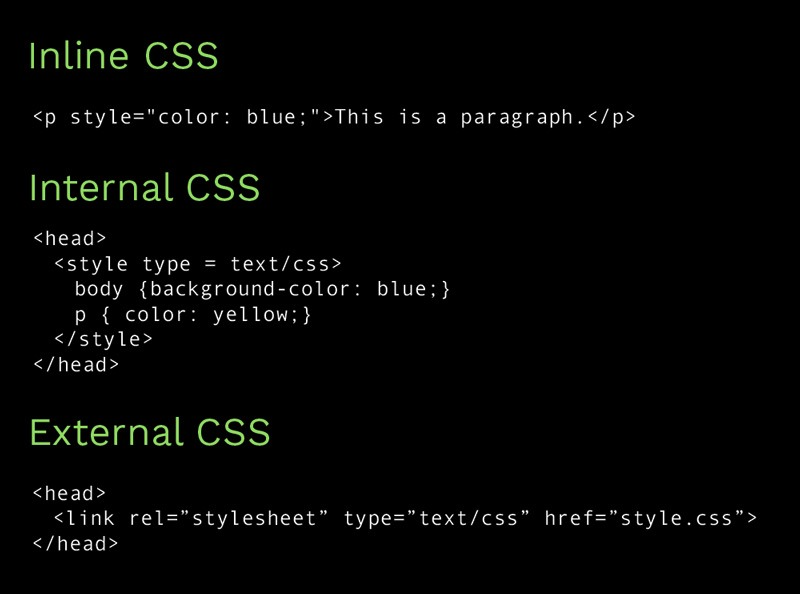 Inline CSS
<p style="color: blue;">This is a paragraph.</p>
Internal CSS
<head>
<style type = text/css>
body {background-color: blue;}
p { color: yellow;}
</style>
</head>
External CSS
<head>
<link rel=”stylesheet” type=”text/css” href=”style.css”>
</head>